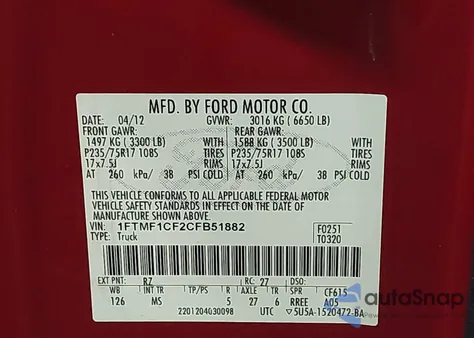 MFD. BY FORD MOTOR CO.
DATE: 04/12 GVWR: 3016 KG ( 6650 LB)
FRONT GAWR: REAR GAWR:
1497 KG ( 3300 LB) 1588 KG ( 3500 LB)
P235/75R17 108S TIRES P235/75R17 108S TIRES
17x7.5J RIMS 17x7.5J RIMS
AT 260 kPa/ 38 PSI COLD AT 260 kPa/ 38 PSI COLD
THIS VEHICLE CONFORMS TO ALL APPLICABLE FEDERAL MOTOR
VEHICLE SAFETY STANDARDS IN EFFECT ON THE DATE OF
MANUFACTURE SHOWN ABOVE.
VIN: 1FTMF1CF2CFB51882 F0251
TYPE: Truck T0320
EXT PNT: RZ RC: 27 DSO: CF615
WB INT TR TP/PS R AXLE TR SPR A05
126 MS 5 27 6 RREE
2201204030098 UTC ▽5U5A-1520472-BA
autoSnap